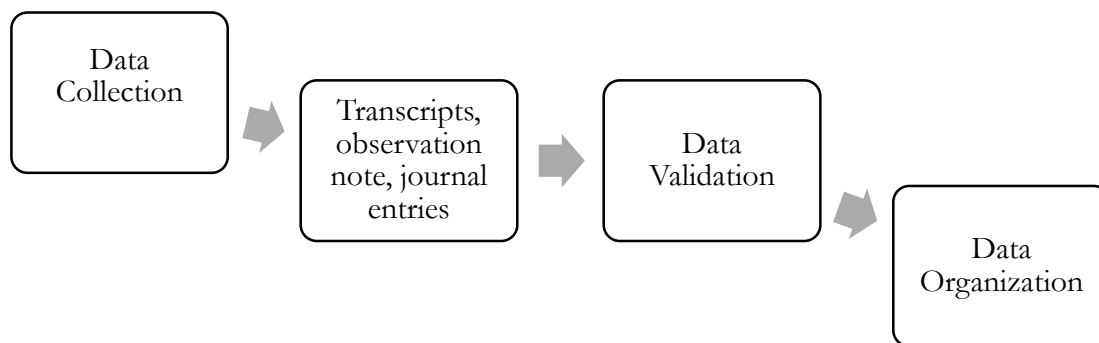 Data
Collection
Transcripts,
observation
note, journal
entries
Data
Validation
Data
Organization